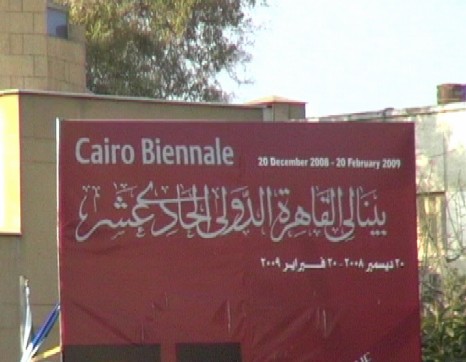 Cairo Biennale
20 December 2008 - 20 February 2009
بينالي القاهرة الدولي الحادي عشر
٢٠ ديسمبر ٢٠٠٨ - ٢٠ فبراير ٢٠٠٩